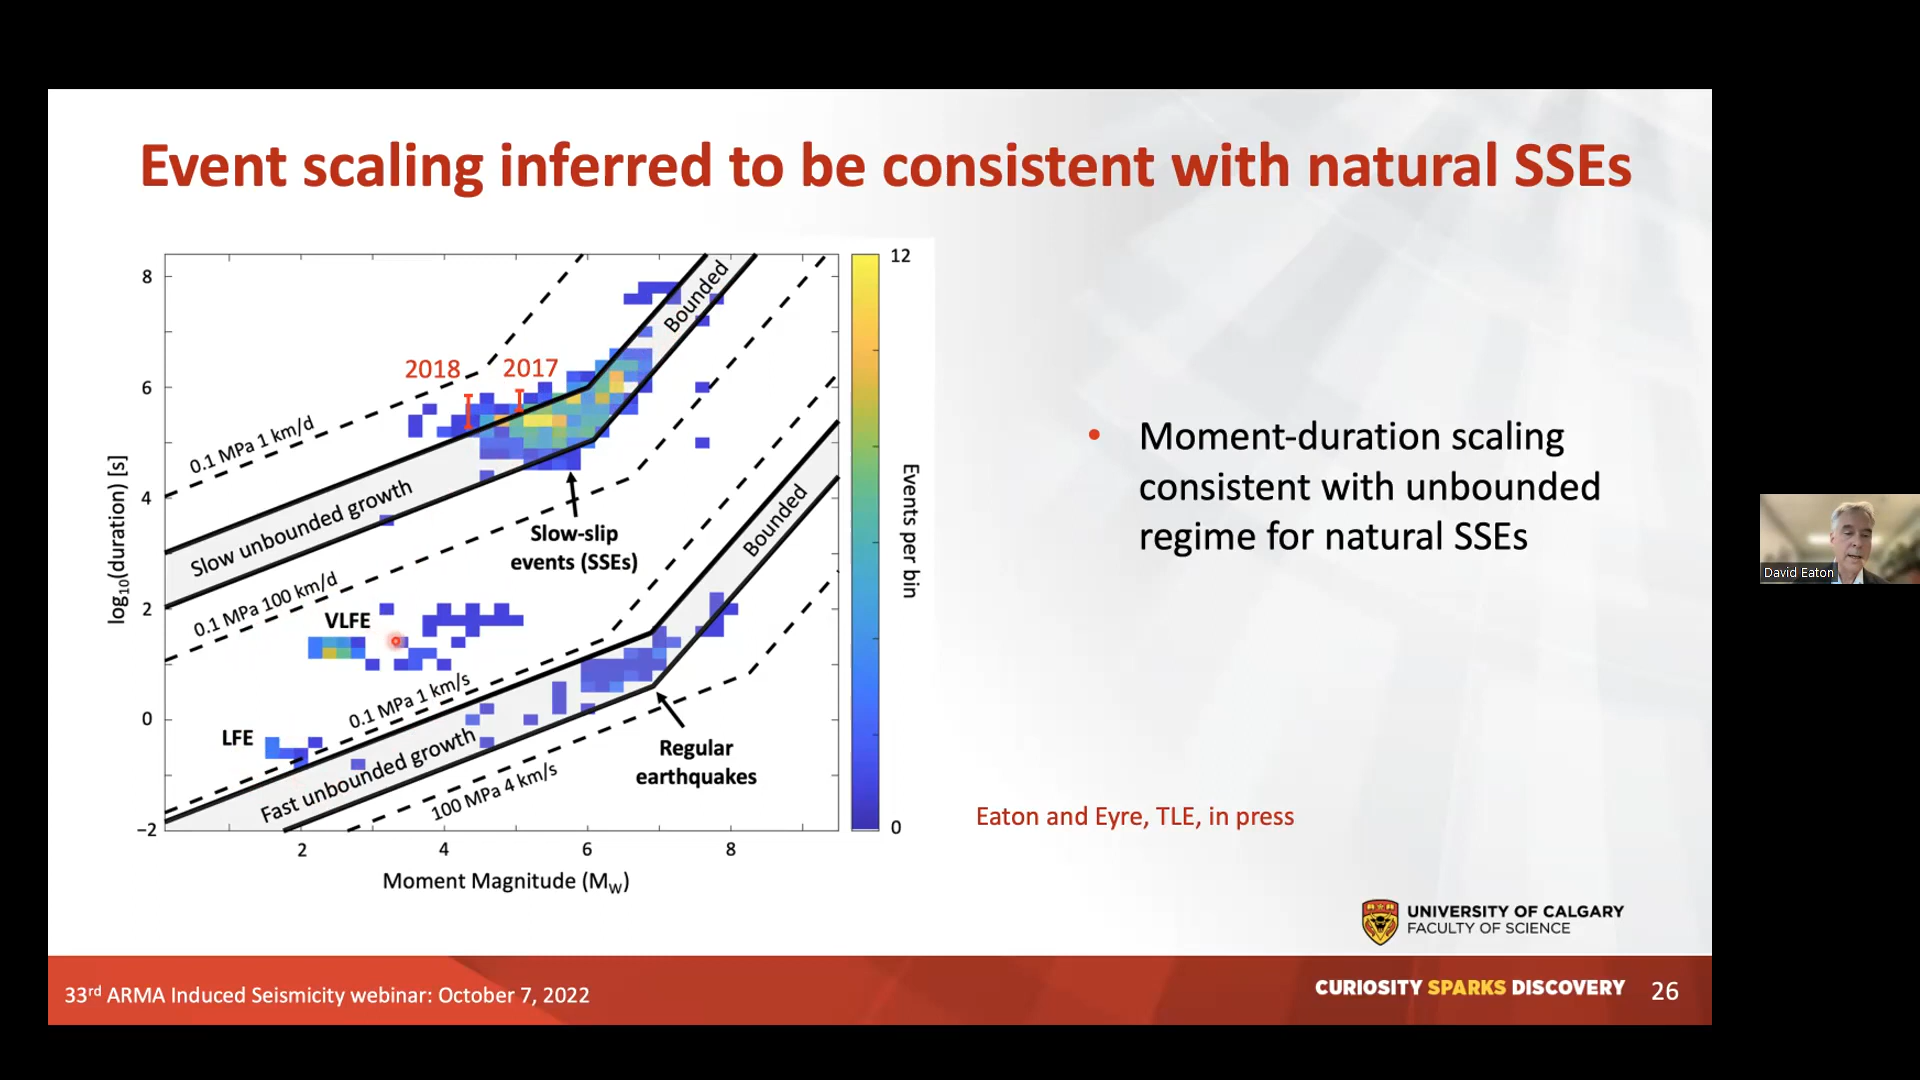 Event scaling inferred to be consistent with natural SSEs
12
8
6
4
2
0
−2
2
4
6
8
log10(duration) [s]
Moment Magnitude (MW)
2018
2017
Bounded
0.1 MPa 1 km/d
Slow unbounded growth
0.1 MPa 100 km/d
Slow-slip
events (SSEs)
VLFE
Bounded
0.1 MPa 1 km/s
LFE
Fast unbounded growth
100 MPa 4 km/s
Regular
earthquakes
Events per bin
0
• Moment-duration scaling
consistent with unbounded
regime for natural SSEs
Eaton and Eyre, TLE, in press
UNIVERSITY OF CALGARY
FACULTY OF SCIENCE
33rd ARMA Induced Seismicity webinar: October 7, 2022
CURIOSITY SPARKS DISCOVERY
26
David Eaton